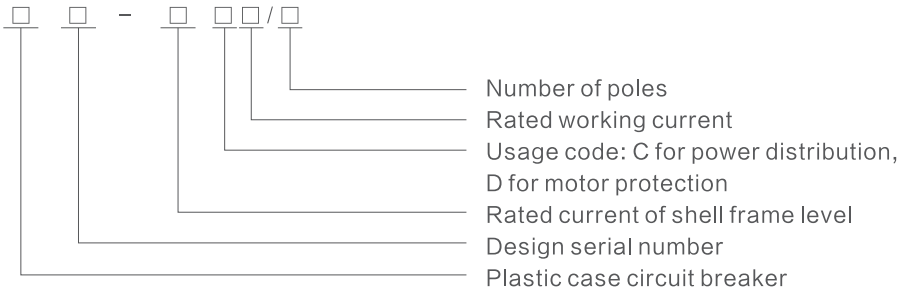 □ □ – □ □□/□
Number of poles
Rated working current
Usage code: C for power distribution,
D for motor protection
Rated current of shell frame level
Design serial number
Plastic case circuit breaker